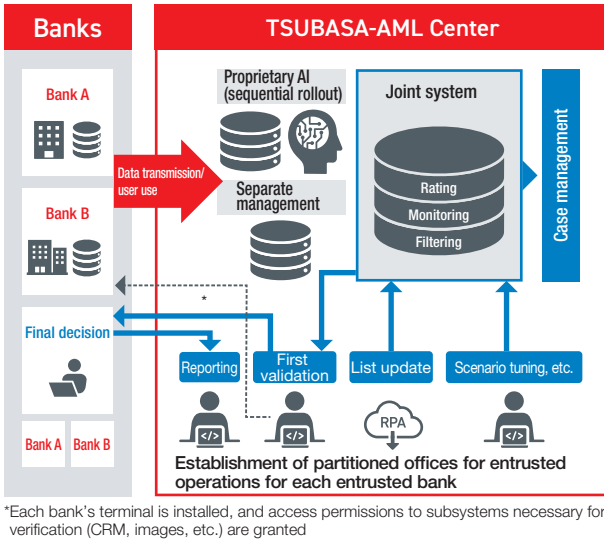 Banks
TSUBASA-AML Center
Bank A
Bank B
Data transmission/
user use
Proprietary AI
(sequential rollout)
Separate
management
Joint system
Rating
Monitoring
Filtering
Case management
*
Final decision
Bank A
Bank B
Reporting
First
validation
List update
Scenario tuning, etc.
</>
</>
RPA
</>
Establishment of partitioned offices for entrusted
operations for each entrusted bank
*Each bank's terminal is installed, and access permissions to subsystems necessary for
verification (CRM, images, etc.) are granted